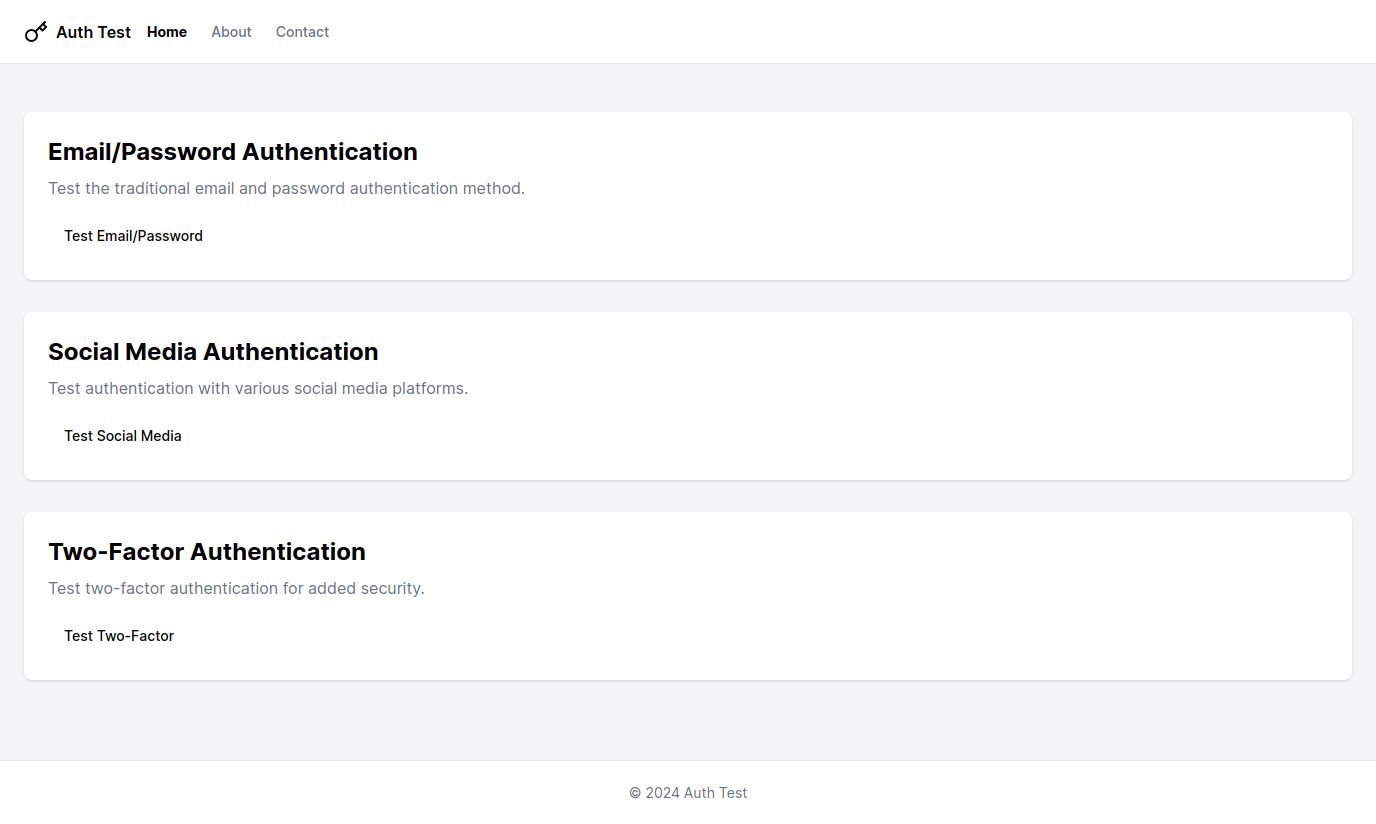 Auth Test Home About Contact
Email/Password Authentication
Test the traditional email and password authentication method.
Test Email/Password
Social Media Authentication
Test authentication with various social media platforms.
Test Social Media
Two-Factor Authentication
Test two-factor authentication for added security.
Test Two-Factor
© 2024 Auth Test